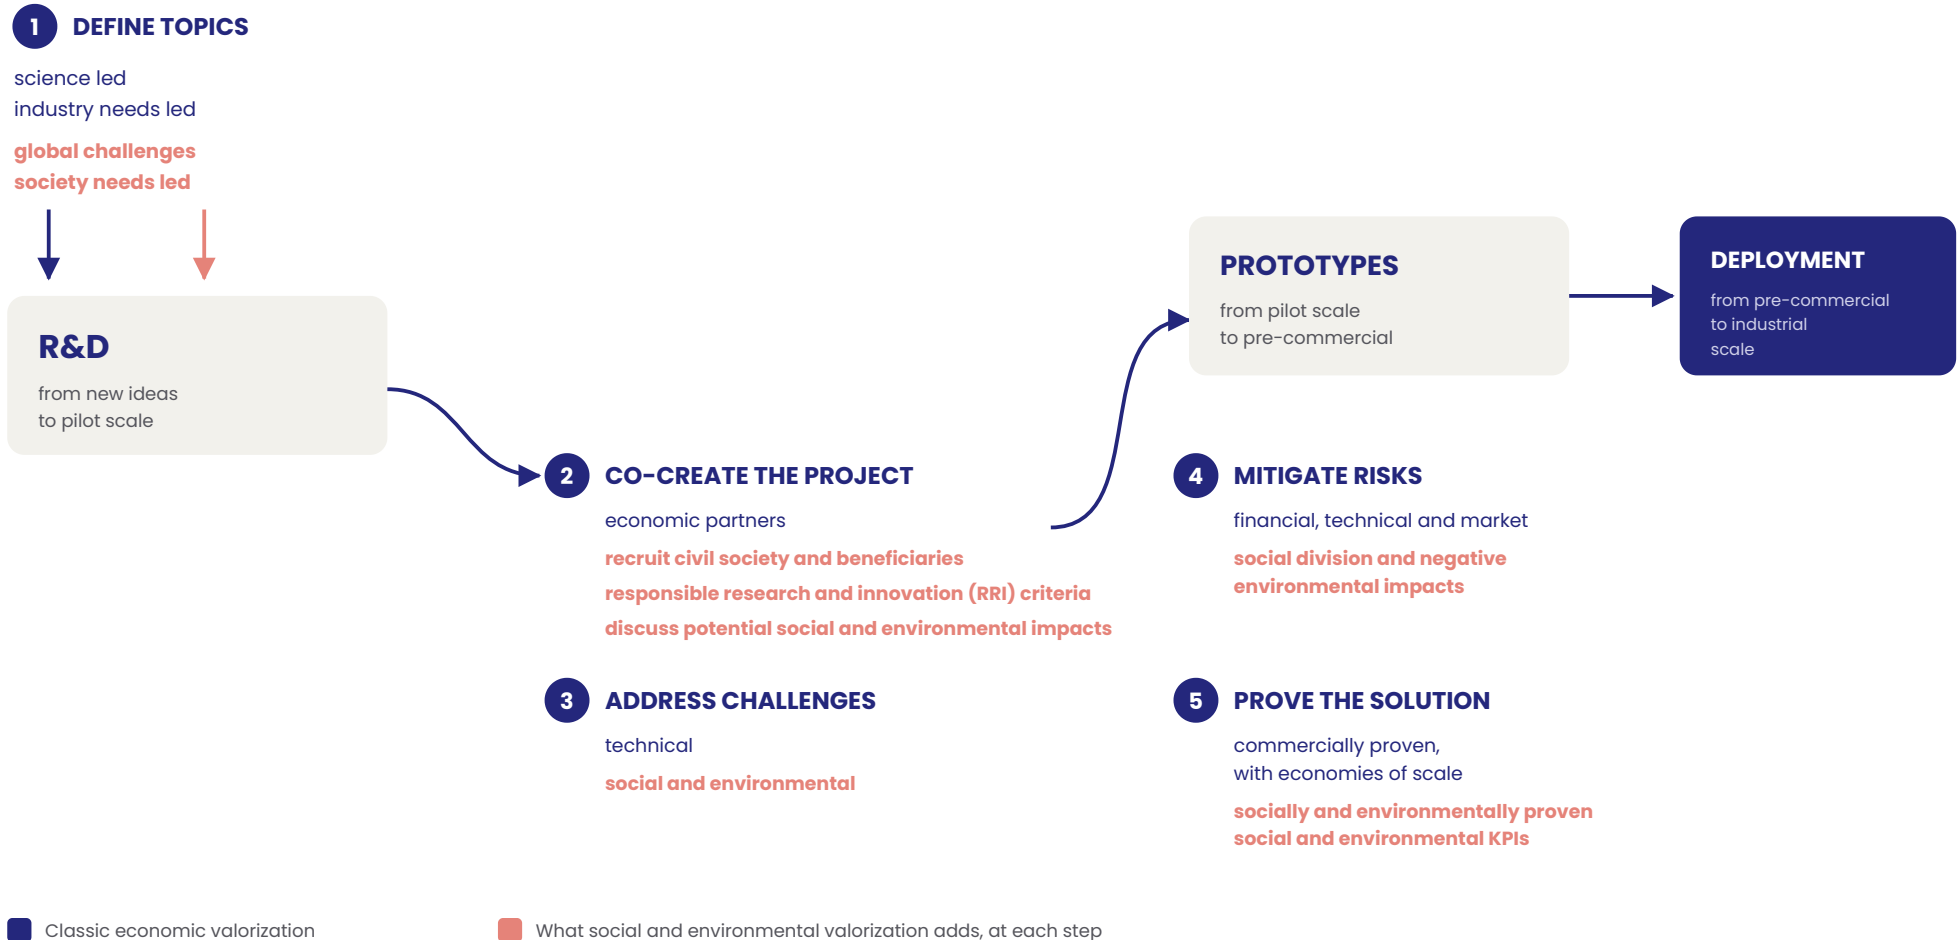 1 DEFINE TOPICS
science led
industry needs led
global challenges
society needs led
R&D
from new ideas
to pilot scale
2 CO-CREATE THE PROJECT
economic partners
recruit civil society and beneficiaries
responsible research and innovation (RRI) criteria
discuss potential social and environmental impacts
3 ADDRESS CHALLENGES
technical
social and environmental
PROTOTYPES
from pilot scale
to pre-commercial
4 MITIGATE RISKS
financial, technical and market
social division and negative
environmental impacts
5 PROVE THE SOLUTION
commercially proven,
with economies of scale
socially and environmentally proven
social and environmental KPIs
DEPLOYMENT
from pre-commercial
to industrial
scale
Classic economic valorization
What social and environmental valorization adds, at each step